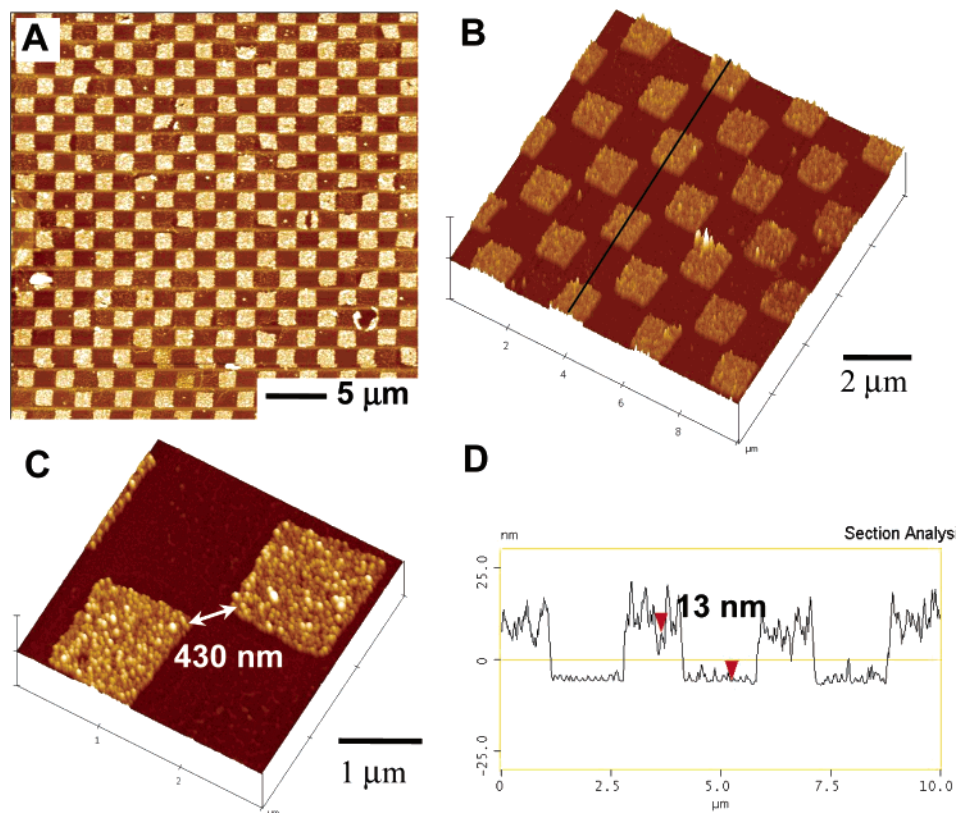 A
5 μm
B
2
4
6
8
μm
2 μm
C
430 nm
1
2
μm
1 μm
D
nm
Section Analysi
25.0
13 nm
0
-25.0
0 2.5 5.0 7.5 10.0
μm